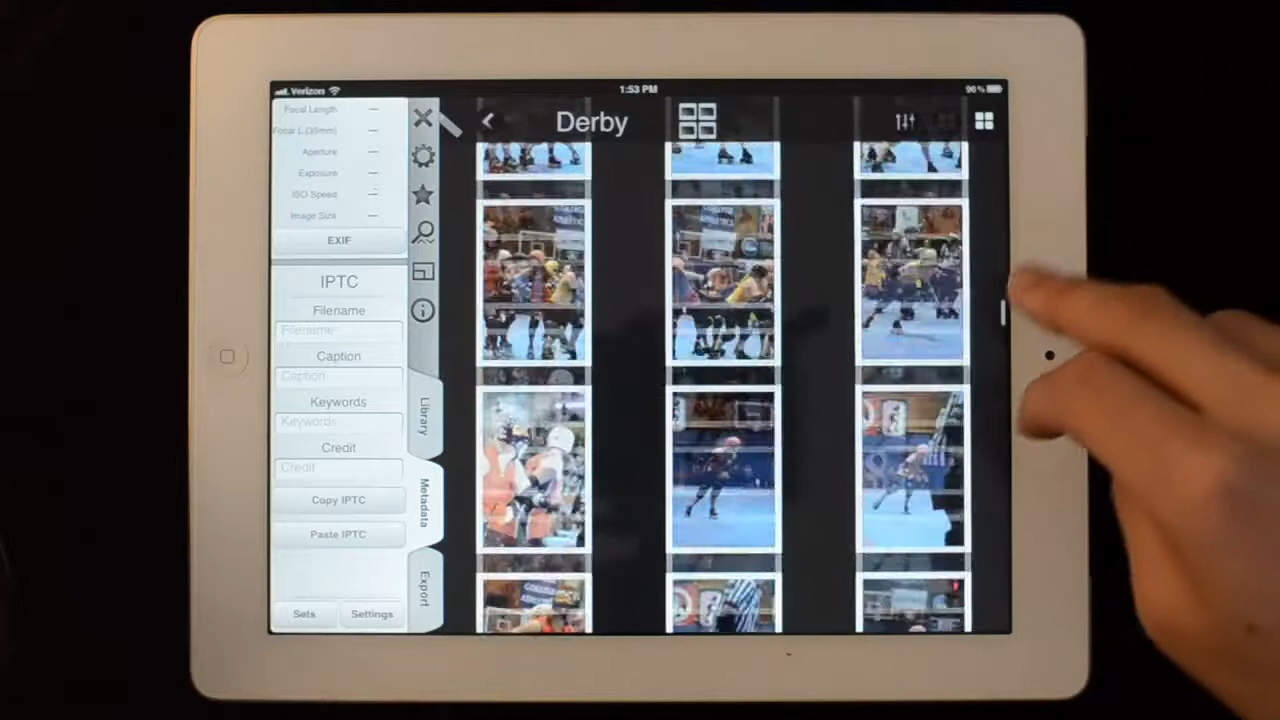 Verizon
1:53 PM
96%
Focal Length —
Focal L.(35mm) —
Aperture —
Exposure —
ISO Speed —
Image Size —
EXIF
IPTC
Filename
Filename
Caption
Caption
Keywords
Keywords
Credit
Credit
Copy IPTC
Paste IPTC
Sets
Settings
Library
Metadata
Export
Derby